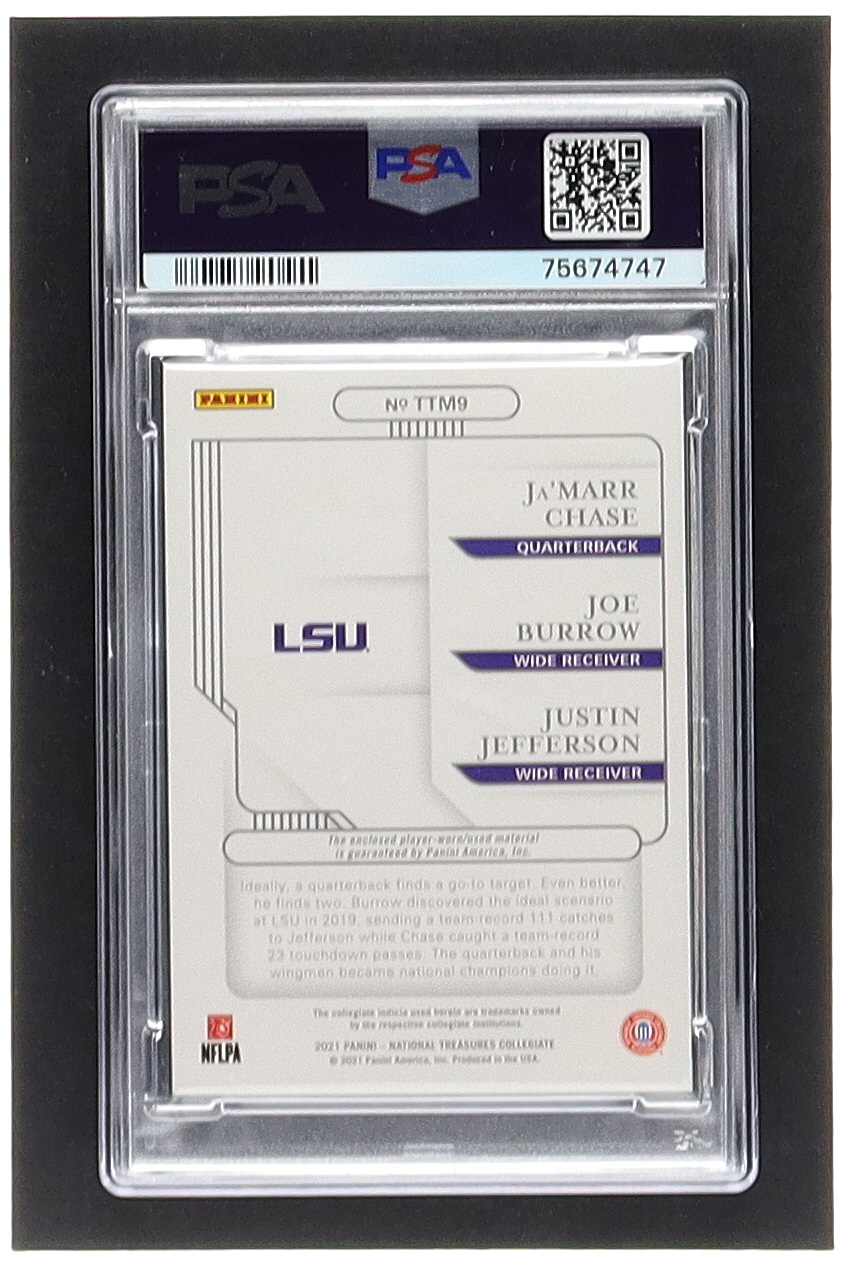 PSA
PSA
75674747
PANINI
Nº TTM9
JA'MARR
CHASE
QUARTERBACK
JOE
BURROW
WIDE RECEIVER
LSU
JUSTIN
JEFFERSON
WIDE RECEIVER
The enclosed player-worn/used material
is guaranteed by Panini America, Inc.
Ideally, a quarterback finds a go-to target. Even better,
he finds two. Burrow discovered the ideal scenario
at LSU in 2019, sending a team-record 111 catches
to Jefferson while Chase caught a team-record
23 touchdown passes. The quarterback and his
wingmen became national champions doing it.
The collegiate indicia used herein are trademarks owned
by the respective collegiate institutions.
2021 PANINI – NATIONAL TREASURES COLLEGIATE
© 2021 Panini America, Inc. Produced in the USA.
NFLPA